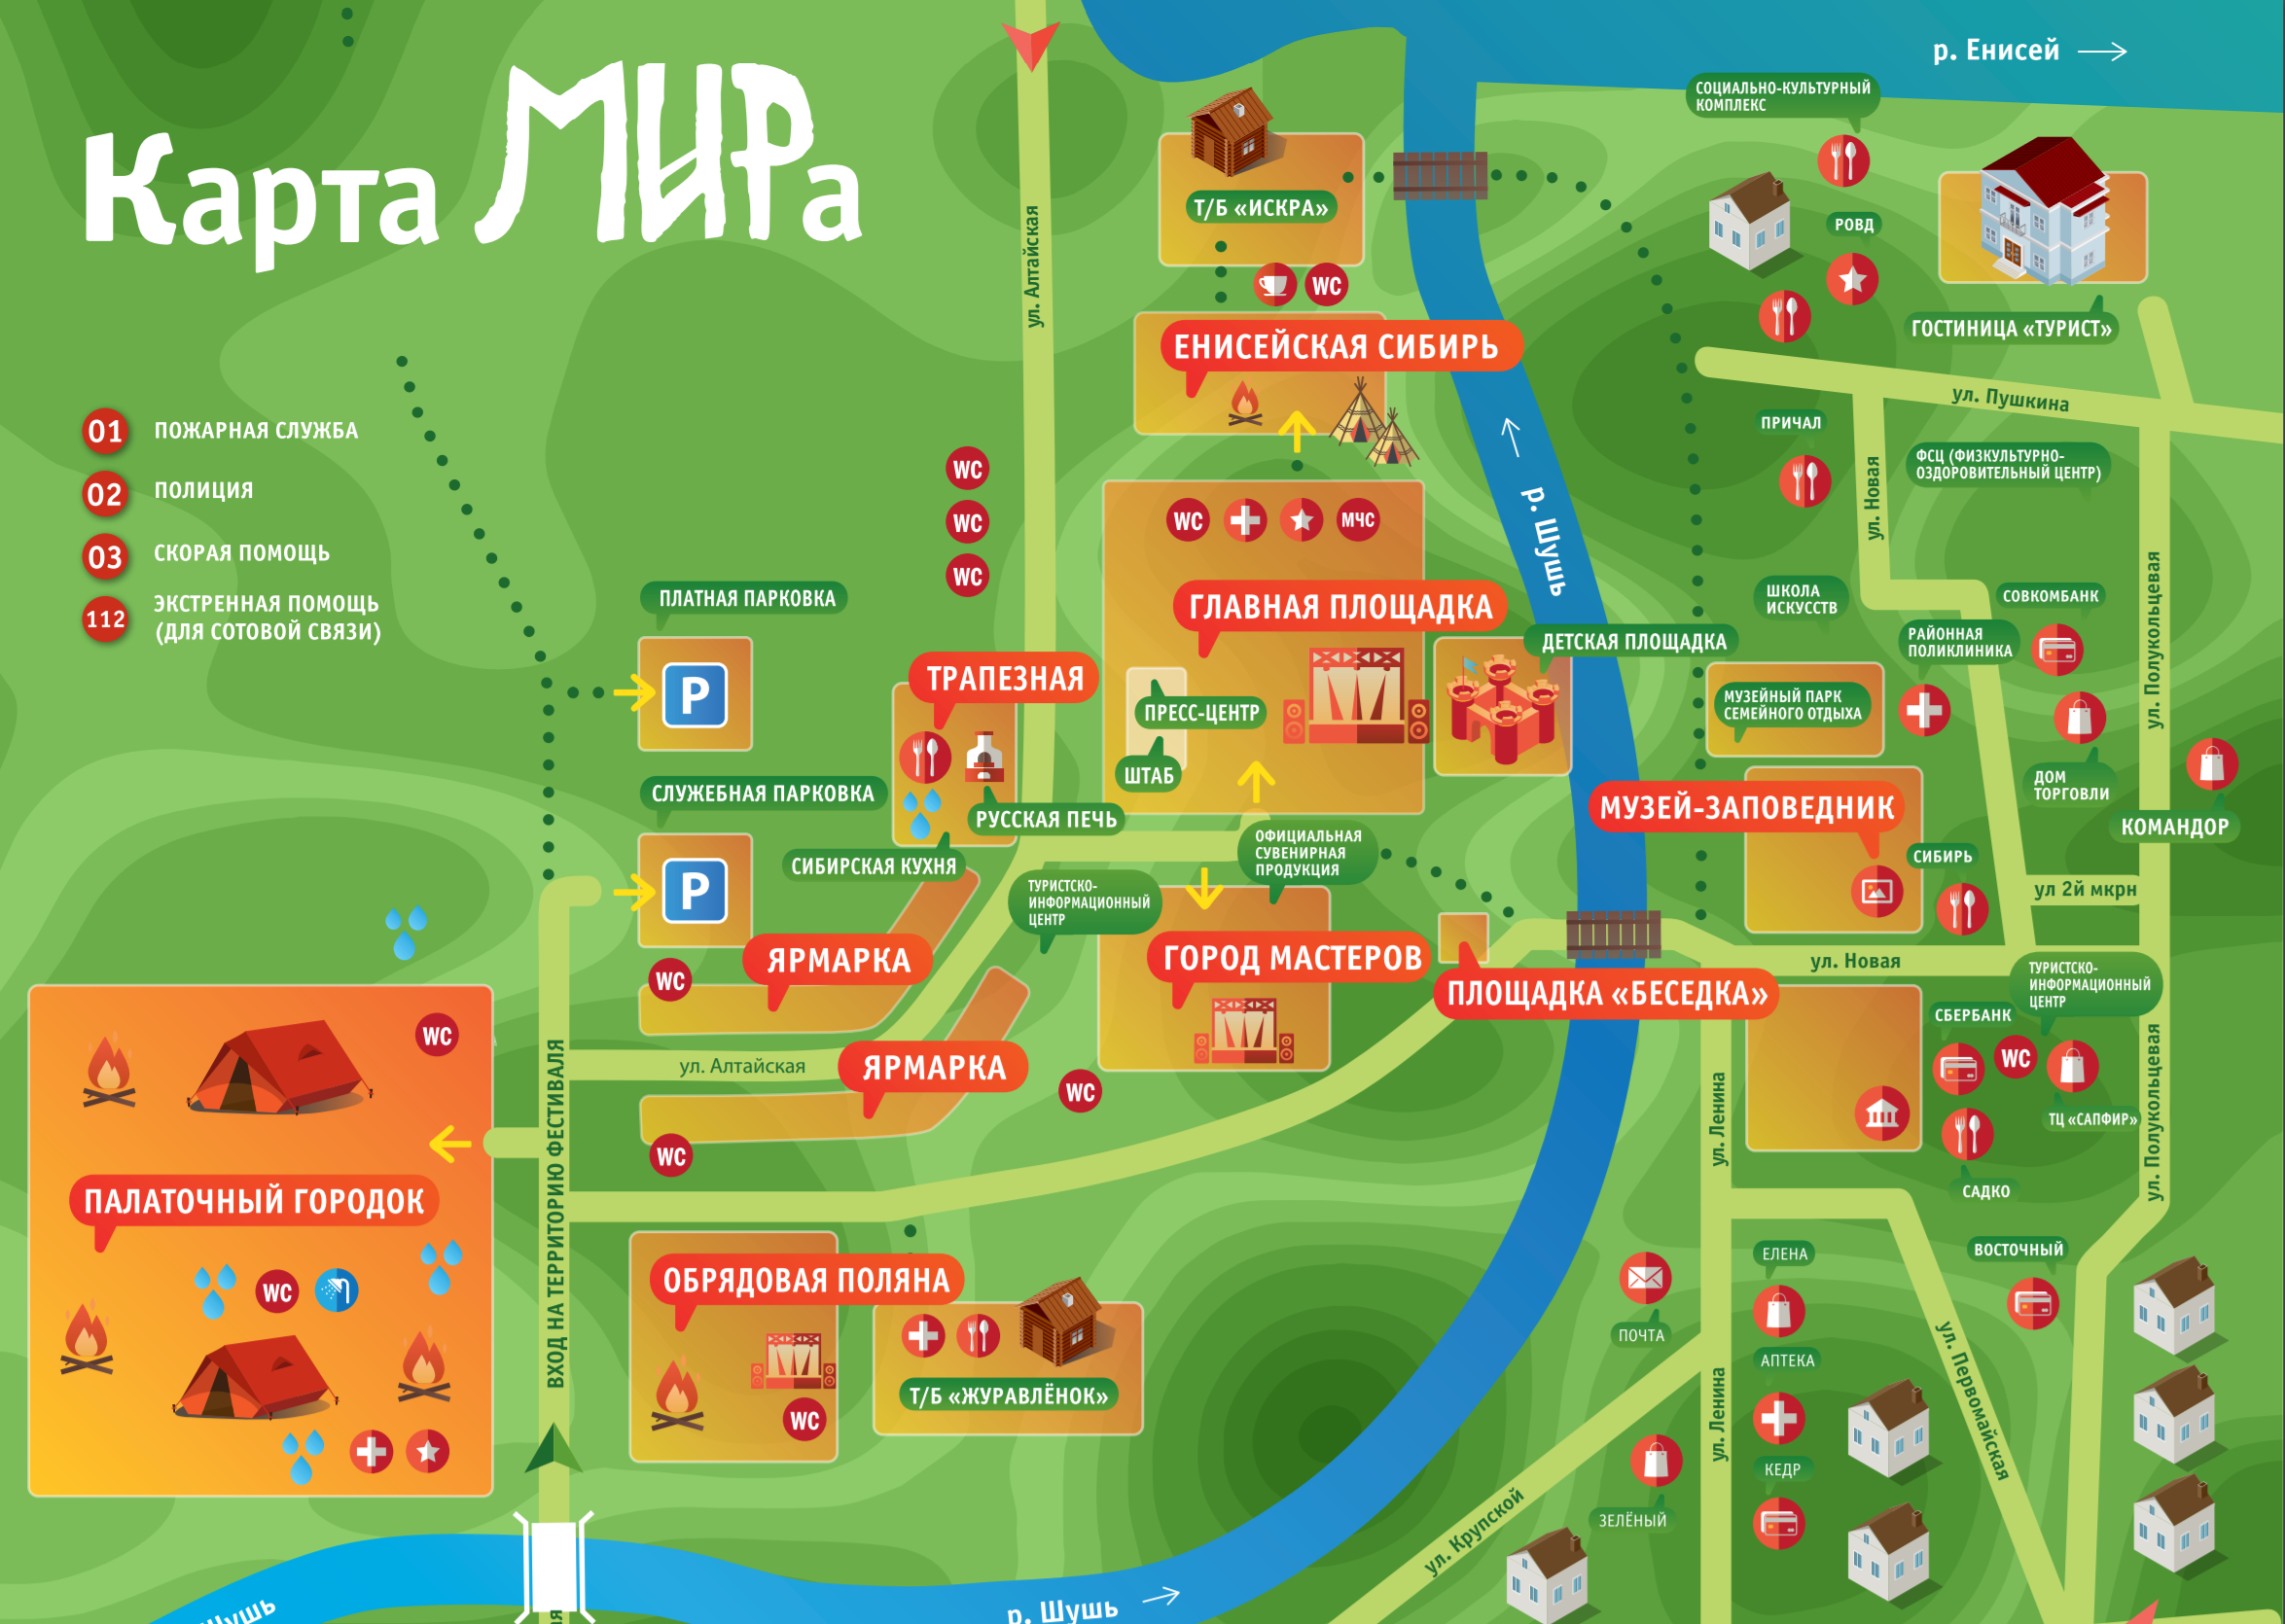 р. Енисей
СОЦИАЛЬНО-КУЛЬТУРНЫЙ
КОМПЛЕКС
Карта МИРа
Т/Б «ИСКРА»
ул. Алтайская
РОВД
WC
ГОСТИНИЦА «ТУРИСТ»
ЕНИСЕЙСКАЯ СИБИРЬ
ул. Пушкина
01
ПОЖАРНАЯ СЛУЖБА
02
ПОЛИЦИЯ
03
СКОРАЯ ПОМОЩЬ
112
ЭКСТРЕННАЯ ПОМОЩЬ
(ДЛЯ СОТОВОЙ СВЯЗИ)
ПРИЧАЛ
ФСЦ (ФИЗКУЛЬТУРНО-
ОЗДОРОВИТЕЛЬНЫЙ ЦЕНТР)
ул. Новая
WC
WC
WC
WC
МЧС
р. Шушь
ПЛАТНАЯ ПАРКОВКА
P
ГЛАВНАЯ ПЛОЩАДКА
ДЕТСКАЯ ПЛОЩАДКА
ШКОЛА
ИСКУССТВ
СОВКОМБАНК
РАЙОННАЯ
ПОЛИКЛИНИКА
ул. Полукольцевая
ТРАПЕЗНАЯ
ПРЕСС-ЦЕНТР
ШТАБ
МУЗЕЙНЫЙ ПАРК
СЕМЕЙНОГО ОТДЫХА
ДОМ
ТОРГОВЛИ
КОМАНДОР
СЛУЖЕБНАЯ ПАРКОВКА
P
РУССКАЯ ПЕЧЬ
СИБИРСКАЯ КУХНЯ
МУЗЕЙ-ЗАПОВЕДНИК
ОФИЦИАЛЬНАЯ
СУВЕНИРНАЯ
ПРОДУКЦИЯ
СИБИРЬ
ул 2й мкрн
ТУРИСТСКО-
ИНФОРМАЦИОННЫЙ
ЦЕНТР
ЯРМАРКА
WC
ГОРОД МАСТЕРОВ
ПЛОЩАДКА «БЕСЕДКА»
ул. Новая
ТУРИСТСКО-
ИНФОРМАЦИОННЫЙ
ЦЕНТР
СБЕРБАНК
WC
ТЦ «САПФИР»
САДКО
ул. Полукольцевая
WC
ул. Алтайская
ЯРМАРКА
WC
WC
ул. Ленина
ВХОД НА ТЕРРИТОРИЮ ФЕСТИВАЛЯ
ПАЛАТОЧНЫЙ ГОРОДОК
WC
ОБРЯДОВАЯ ПОЛЯНА
WC
Т/Б «ЖУРАВЛЁНОК»
ЕЛЕНА
ВОСТОЧНЫЙ
ПОЧТА
АПТЕКА
ул. Первомайская
ул. Ленина
КЕДР
ЗЕЛЁНЫЙ
ул. Крупской
Шушь
р. Шушь